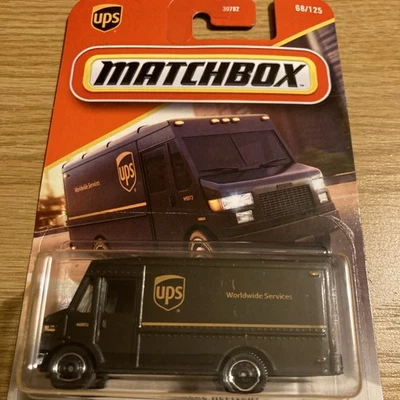 ups
30782
68/125
MATCHBOX
ups
Worldwide Services
ups
Worldwide Services